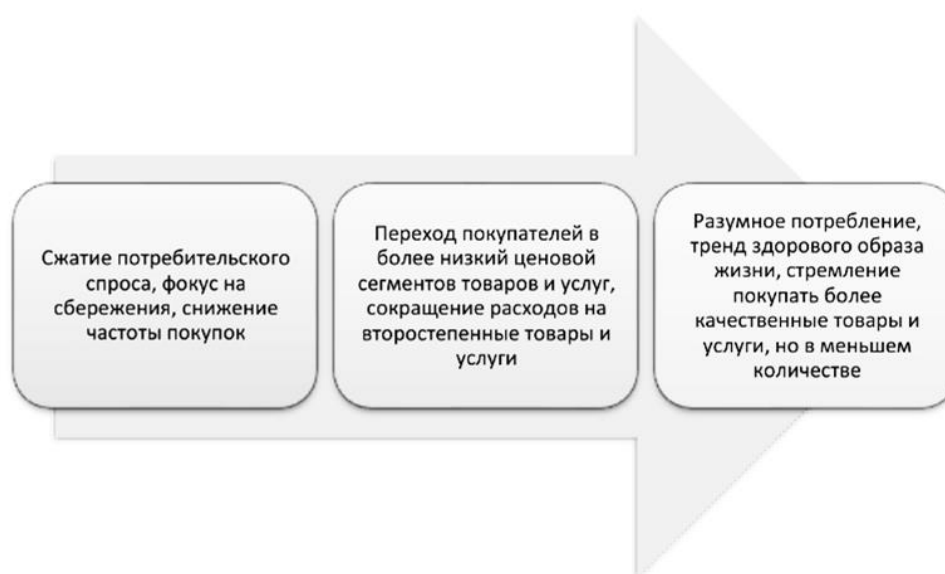 Сжатие потребительского
спроса, фокус на
сбережения, снижение
частоты покупок
Переход покупателей в
более низкий ценовой
сегментов товаров и услуг,
сокращение расходов на
второстепенные товары и
услуги
Разумное потребление,
тренд здорового образа
жизни, стремление
покупать более
качественные товары и
услуги, но в меньшем
количестве